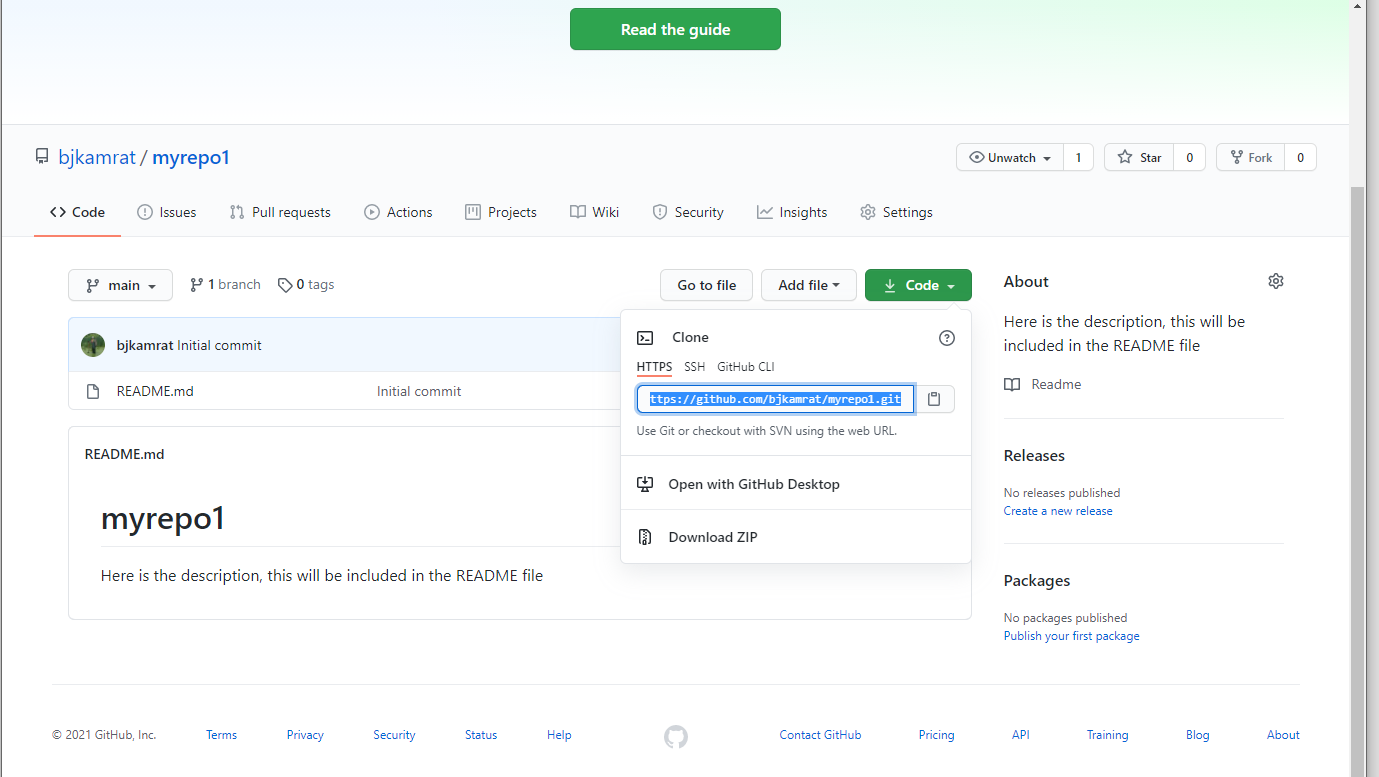 Read the guide
bjkamrat / myrepo1
Unwatch 1 Star 0 Fork 0
Code Issues Pull requests Actions Projects Wiki Security Insights Settings
main 1 branch 0 tags Go to file Add file Code
bjkamrat Initial commit
README.md Initial commit
Clone
HTTPS SSH GitHub CLI
ttps://github.com/bjkamrat/myrepo1.git
Use Git or checkout with SVN using the web URL.
Open with GitHub Desktop
Download ZIP
README.md
myrepo1
Here is the description, this will be included in the README file
About
Here is the description, this will be
included in the README file
Readme
Releases
No releases published
Create a new release
Packages
No packages published
Publish your first package
© 2021 GitHub, Inc. Terms Privacy Security Status Help Contact GitHub Pricing API Training Blog About